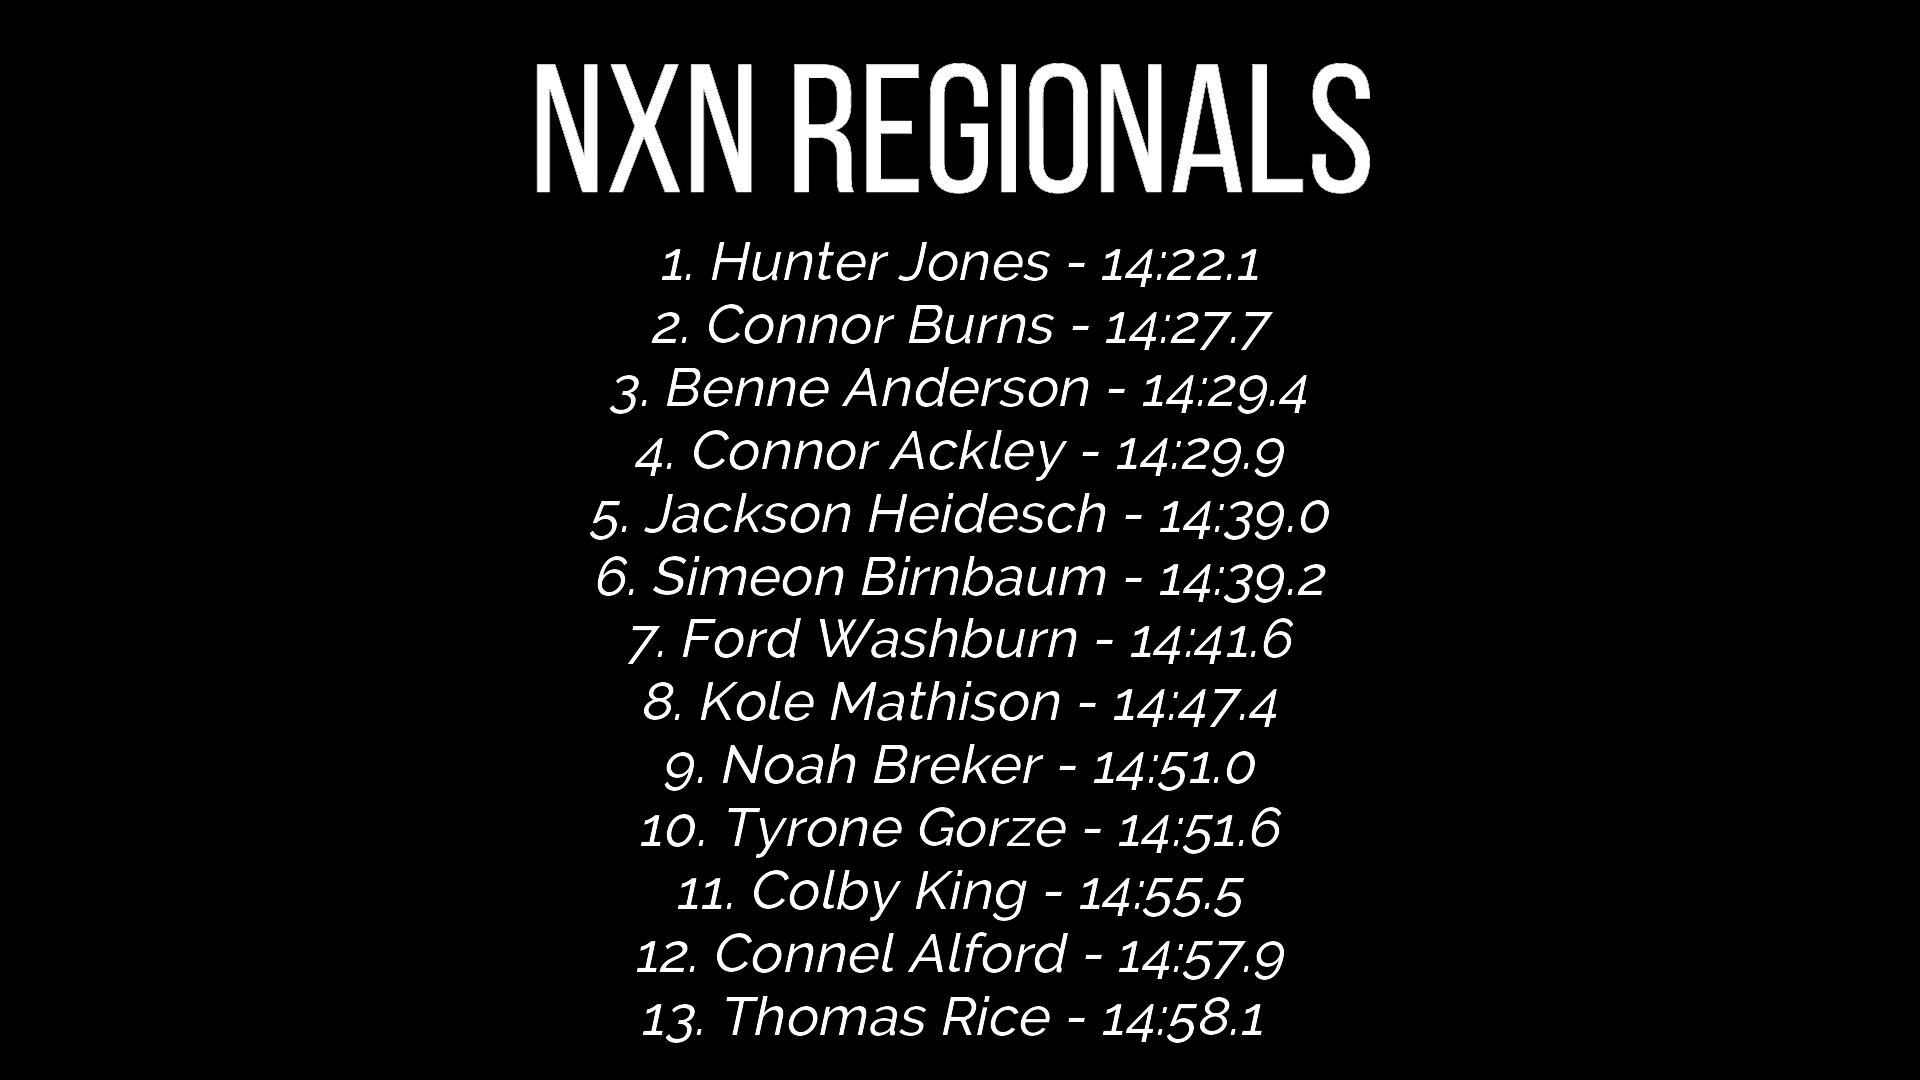 NXN REGIONALS
1. Hunter Jones - 14:22.1
2. Connor Burns - 14:27.7
3. Benne Anderson - 14:29.4
4. Connor Ackley - 14:29.9
5. Jackson Heidesch - 14:39.0
6. Simeon Birnbaum - 14:39.2
7. Ford Washburn - 14:41.6
8. Kole Mathison - 14:47.4
9. Noah Breker - 14:51.0
10. Tyrone Gorze - 14:51.6
11. Colby King - 14:55.5
12. Connel Alford - 14:57.9
13. Thomas Rice - 14:58.1